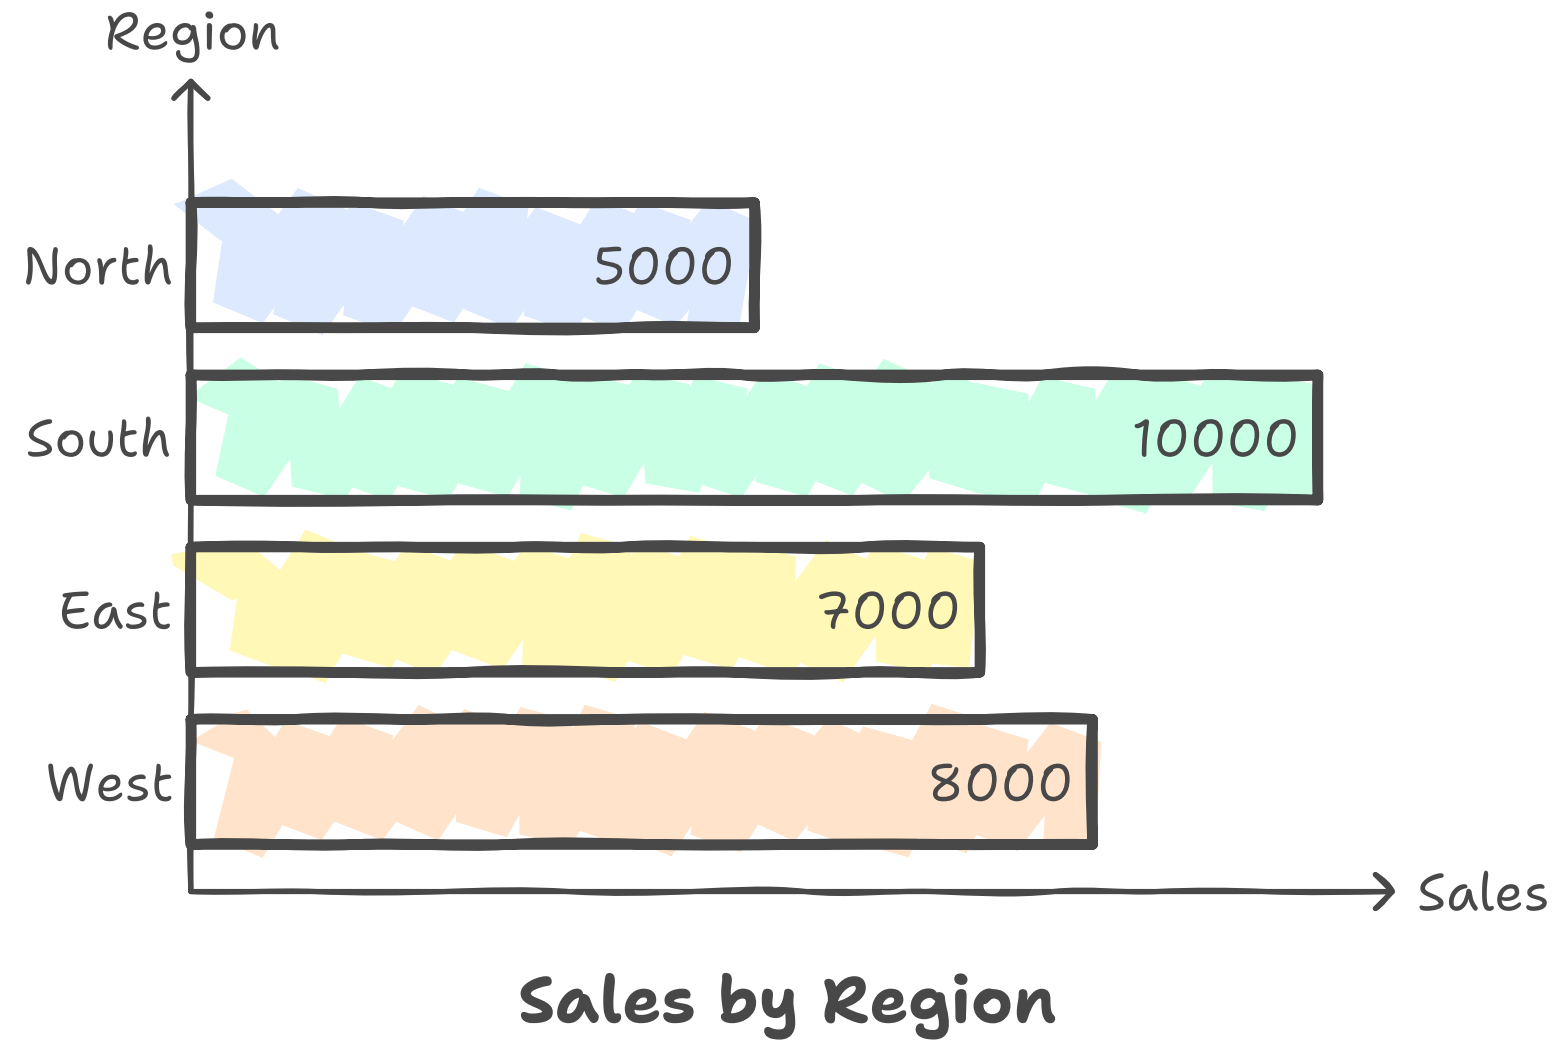 Region
North 5000
South 10000
East 7000
West 8000
Sales
Sales by Region